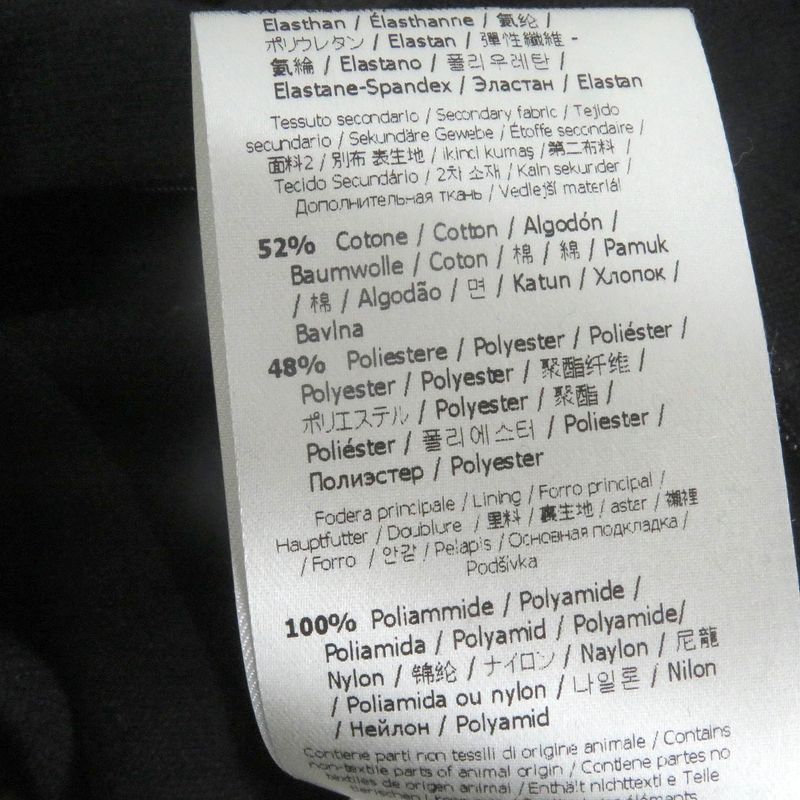 Elasthan / Élasthanne / 氨纶 /
ポリウレタン / Elastan / 彈性纖維 -
氨綸 / Elastano / 폴리우레탄 /
Elastane-Spandex / Эластан / Elastan
Tessuto secondario / Secondary fabric / Tejido
secundario / Sekundäre Gewebe / Étoffe secondaire /
面料2 / 別布 表生地 / ikinci kumaş / 第二布料 /
Tecido Secundário / 2차 소재 / Kain sekunder /
Дополнительная ткань / Vedlejší materiál
52% Cotone / Cotton / Algodón /
Baumwolle / Coton / 棉 / 綿 / Pamuk
/ 棉 / Algodão / 면 / Katun / Хлопок /
Bavlna
48% Poliestere / Polyester / Poliéster /
Polyester / Polyester / 聚酯纤维 /
ポリエステル / Polyester / 聚酯 /
Poliéster / 폴리에스터 / Poliester /
Полиэстер / Polyester
Fodera principale / Lining / Forro principal /
Hauptfutter / Doublure / 里料 / 裏生地 / astar / 襯裡
/ Forro / 안감 / Pelapis / Основная подкладка /
Podšívka
100% Poliammide / Polyamide /
Poliamida / Polyamid / Polyamide/
Nylon / 锦纶 / ナイロン / Naylon / 尼龍
/ Poliamida ou nylon / 나일론 / Nilon
/ Нейлон / Polyamid
Contiene parti non tessili di origine animale / Contains
non-textile parts of animal origin / Contiene partes no
textiles de origen animal / Enthält nichttextile Teile